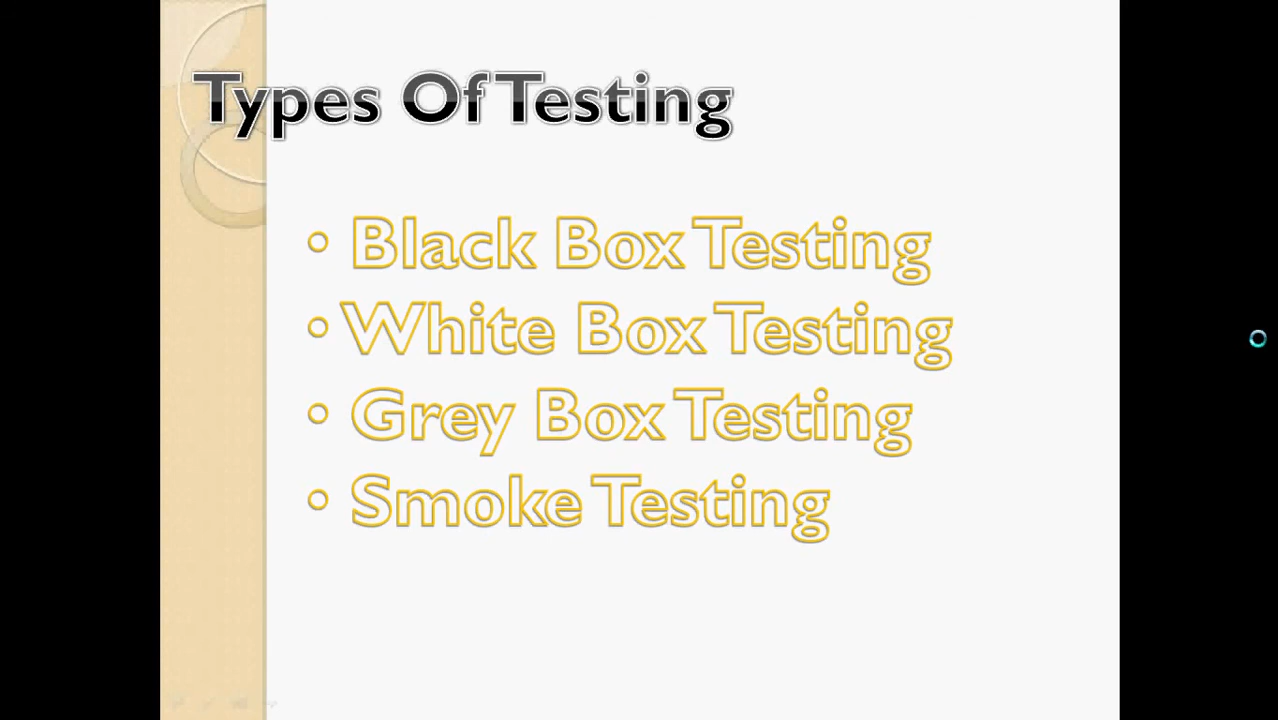 Types Of Testing
• Black Box Testing
• White Box Testing
• Grey Box Testing
• Smoke Testing